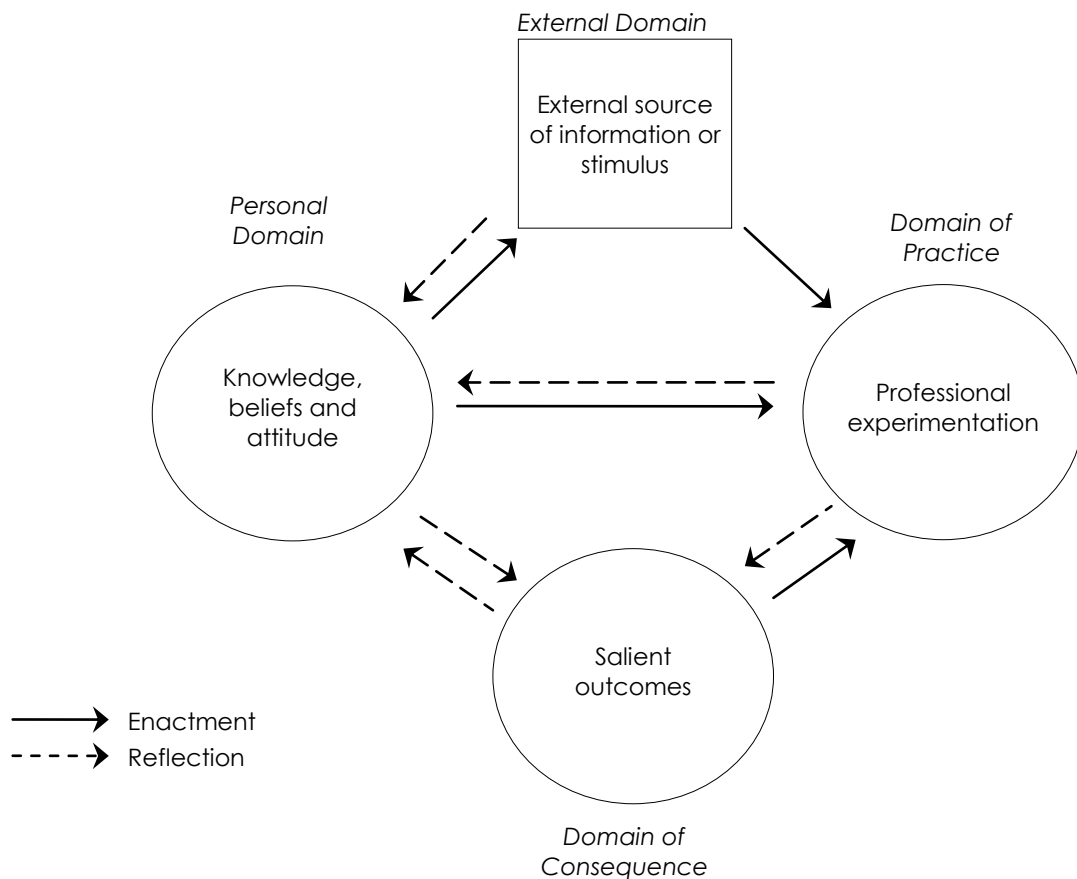 External Domain
External source
of information or
stimulus
Personal
Domain
Domain of
Practice
Knowledge,
beliefs and
attitude
Professional
experimentation
Salient
outcomes
Enactment
Reflection
Domain of
Consequence